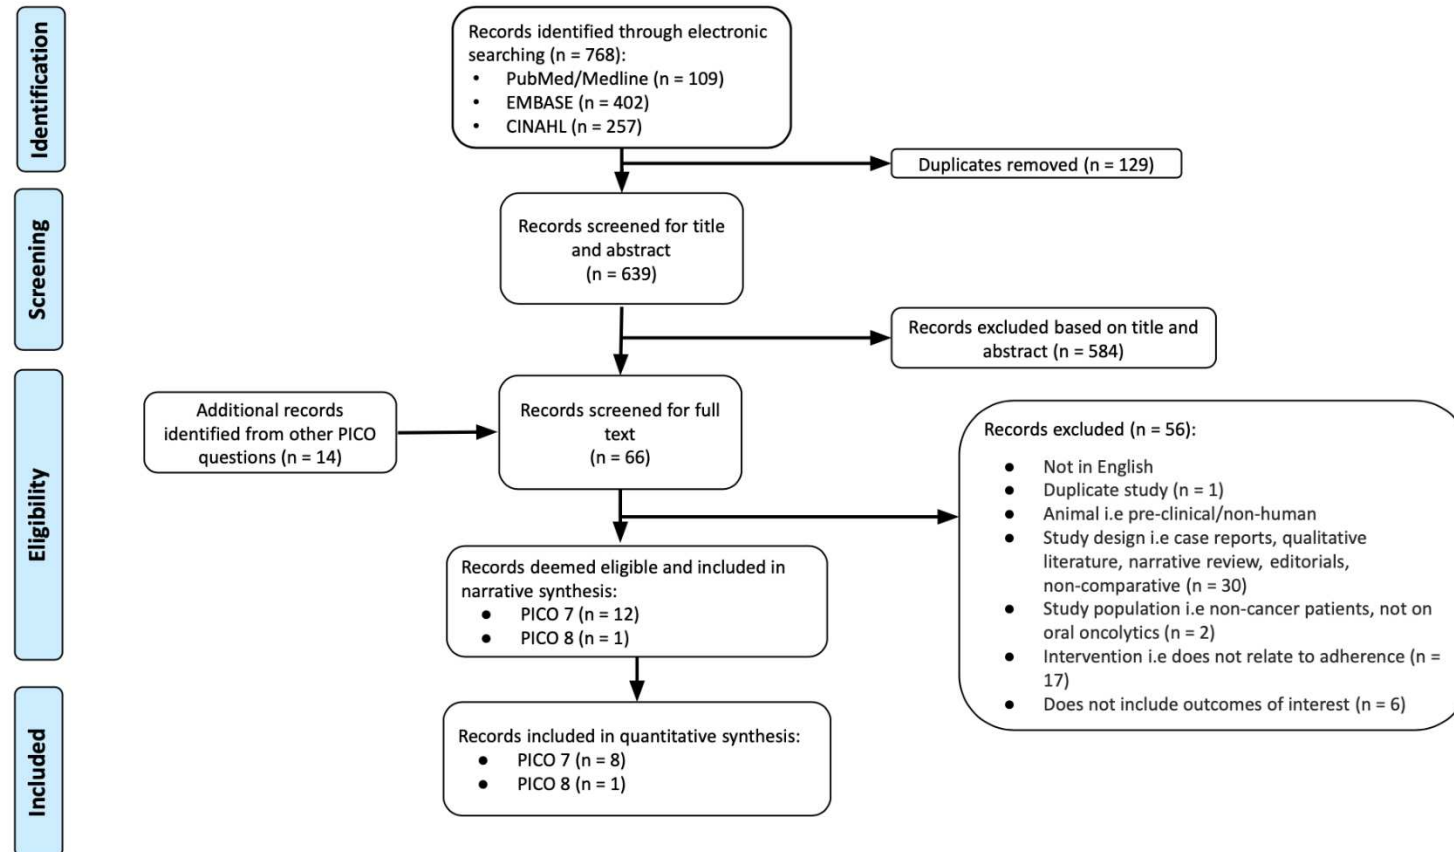 Identification
Records identified through electronic
searching (n = 768):
• PubMed/Medline (n = 109)
• EMBASE (n = 402)
• CINAHL (n = 257)
Duplicates removed (n = 129)
Screening
Records screened for title
and abstract
(n = 639)
Records excluded based on title and
abstract (n = 584)
Eligibility
Additional records
identified from other PICO
questions (n = 14)
Records screened for full
text
(n = 66)
Records excluded (n = 56):
● Not in English
● Duplicate study (n = 1)
● Animal i.e pre-clinical/non-human
● Study design i.e case reports, qualitative
literature, narrative review, editorials,
non-comparative (n = 30)
● Study population i.e non-cancer patients, not on
oral oncolytics (n = 2)
● Intervention i.e does not relate to adherence (n =
17)
● Does not include outcomes of interest (n = 6)
Records deemed eligible and included in
narrative synthesis:
● PICO 7 (n = 12)
● PICO 8 (n = 1)
Included
Records included in quantitative synthesis:
● PICO 7 (n = 8)
● PICO 8 (n = 1)